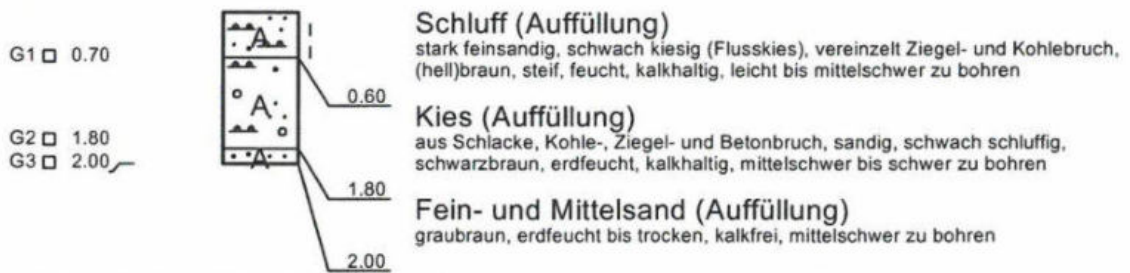 Schluff (Auffüllung)
stark feinsandig, schwach kiesig (Flusskies), vereinzelt Ziegel- und Kohlebruch,
(hell)braun, steif, feucht, kalkhaltig, leicht bis mittelschwer zu bohren
G1 0.70
A
0.60
Kies (Auffüllung)
aus Schlacke, Kohle-, Ziegel- und Betonbruch, sandig, schwach schluffig,
schwarzbraun, erdfeucht, kalkhaltig, mittelschwer bis schwer zu bohren
A
G2 1.80
G3 2.00
A
1.80
Fein- und Mittelsand (Auffüllung)
graubraun, erdfeucht bis trocken, kalkfrei, mittelschwer zu bohren
2.00